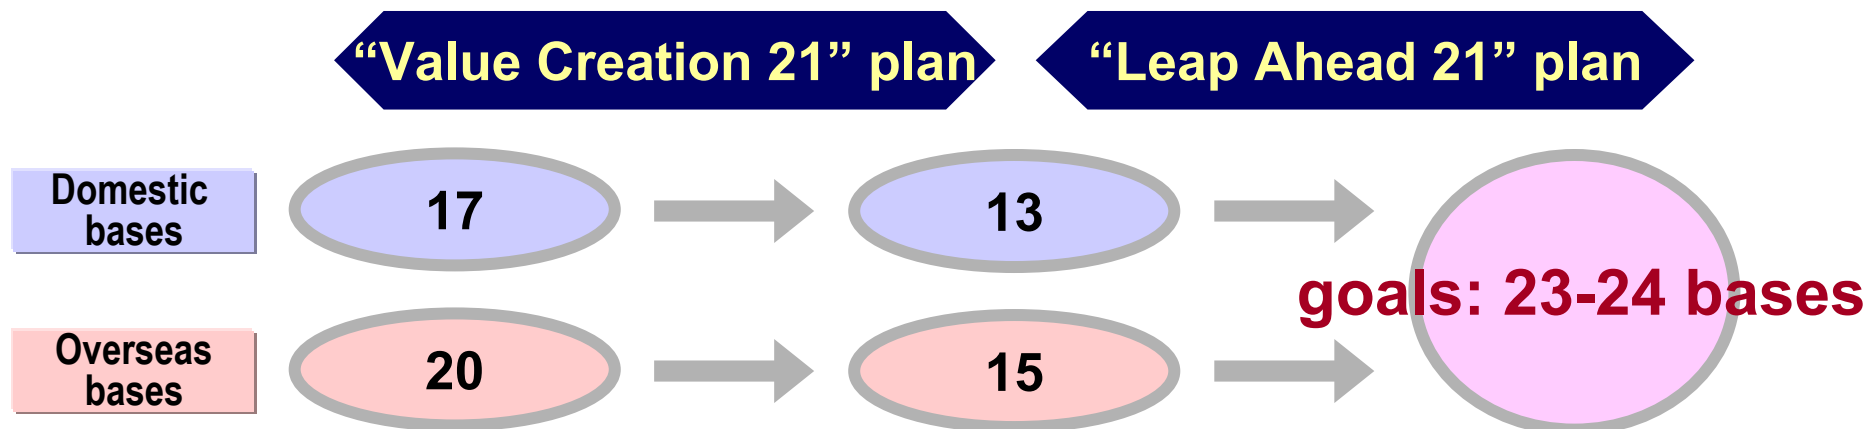 “Value Creation 21” plan
“Leap Ahead 21” plan
Domestic
bases
17
13
goals: 23-24 bases
Overseas
bases
20
15